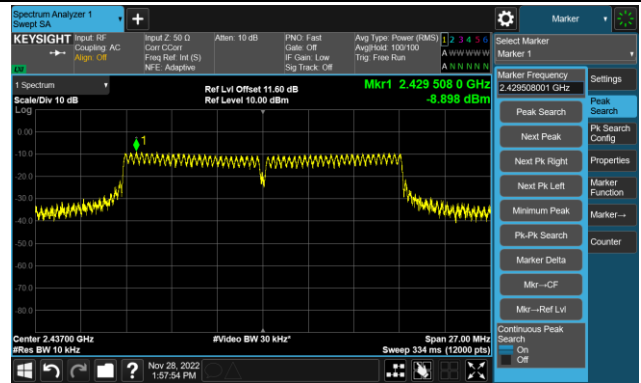 Spectrum Analyzer 1
Swept SA
Marker
KEYSIGHT
Input: RF
Coupling: AC
Align: Off
Input Z: 50 Ω
Corr CCorr
Freq Ref: Int (S)
NFE: Adaptive
Atten: 10 dB
PNO: Fast
Gate: Off
IF Gain: Low
Sig Track: Off
Avg Type: Power (RMS)
Avg|Hold: 100/100
Trig: Free Run
1 2 3 4 5 6
A W W W W W
A N N N N N
Select Marker
Marker 1
1 Spectrum
Scale/Div 10 dB
Log
Ref Lvl Offset 11.60 dB
Ref Level 10.00 dBm
Mkr1 2.429 508 0 GHz
-8.898 dBm
Marker Frequency
2.429508001 GHz
Settings
Peak Search
Peak
Search
Next Peak
Pk Search
Config
Next Pk Right
Properties
Next Pk Left
Marker
Function
Minimum Peak
Marker→
Pk-Pk Search
Counter
Marker Delta
Mkr→CF
Mkr→Ref Lvl
Continuous Peak
Search
On
Off
1
0.00
-10.0
-20.0
-30.0
-40.0
-50.0
-60.0
-70.0
-80.0
Center 2.43700 GHz
#Res BW 10 kHz
#Video BW 30 kHz*
Span 27.00 MHz
Sweep 334 ms (12000 pts)
Nov 28, 2022
1:57:54 PM